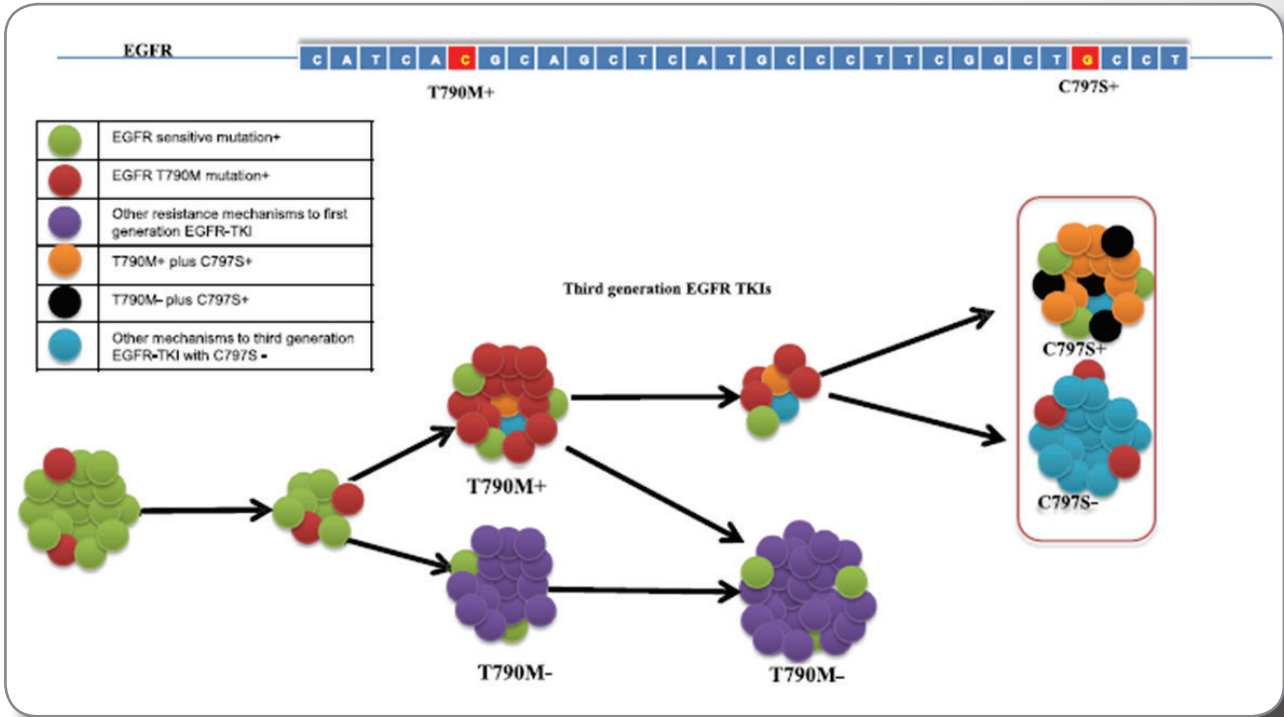 EGFR
C A T C A C G C A G C T C A T G C C C T T C G G C T G C C T
T790M+
C797S+
EGFR sensitive mutation+
EGFR T790M mutation+
Other resistance mechanisms to first
generation EGFR-TKI
T790M+ plus C797S+
T790M– plus C797S+
Other mechanisms to third generation
EGFR-TKI with C797S -
Third generation EGFR TKIs
C797S+
T790M+
C797S–
T790M-
T790M–